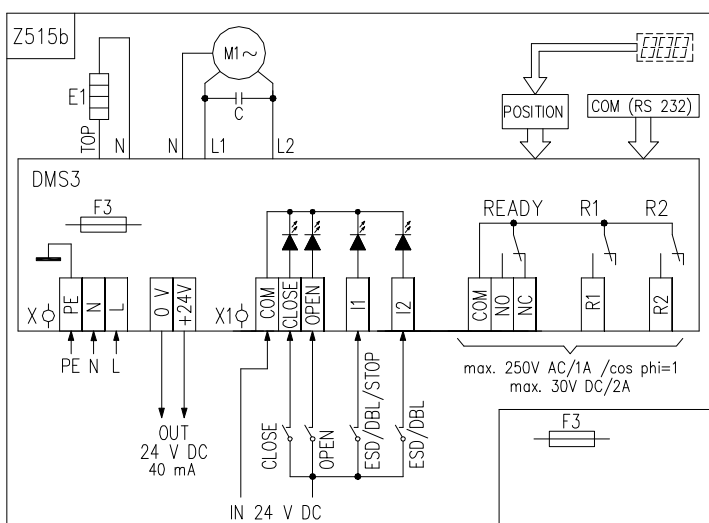 Z515b
M1~
E1
C
TOP
N
N
L1
L2
POSITION
COM (RS 232)
DMS3
F3
READY
R1
R2
X
PE
N
L
0 V
+24V
X1
COM
CLOSE
OPEN
I1
I2
COM
NO
NC
R1
R2
PE N L
max. 250V AC/1A /cos phi=1
max. 30V DC/2A
OUT
24 V DC
40 mA
CLOSE
OPEN
ESD/DBL/STOP
ESD/DBL
IN 24 V DC
F3